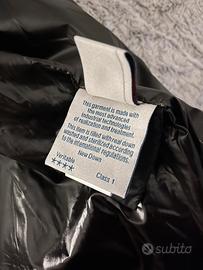 This garment is made with
the most advanced
Industrial technologies
of realization and treatment.
This item is filled with real down
washed and sterilized according
to the international regulations.
New Down
Veritable
★★★★
Class 1
subito